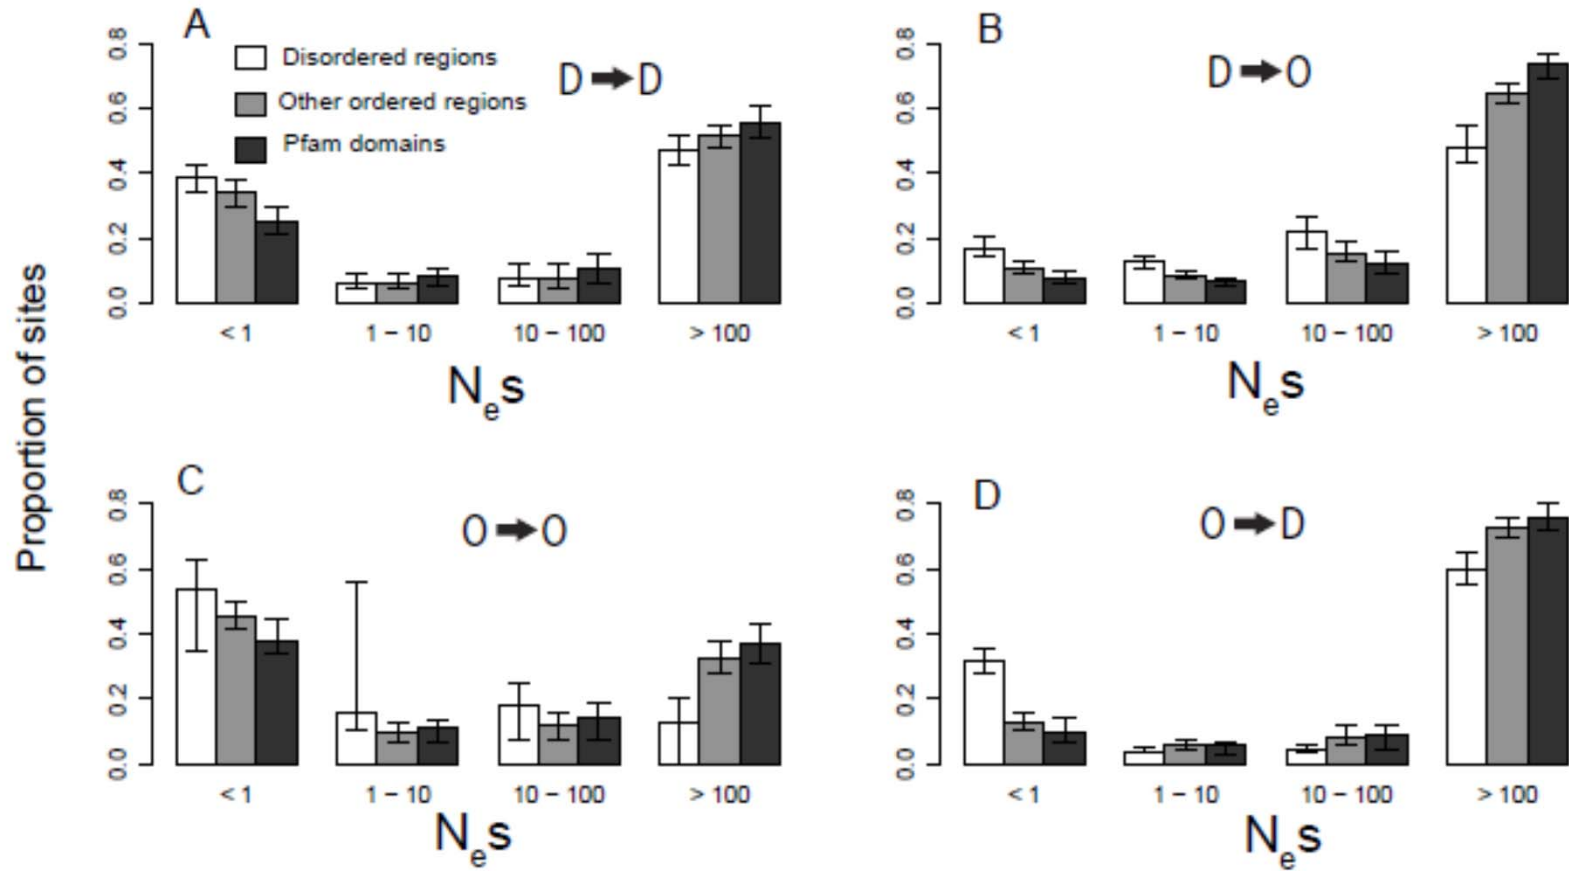 A
Disordered regions
Other ordered regions
Pfam domains
D ➡ D
0.0 0.2 0.4 0.6 0.8
< 1 1 – 10 10 – 100 > 100
Nes
B
D ➡ O
0.0 0.2 0.4 0.6 0.8
< 1 1 – 10 10 – 100 > 100
Nes
Proportion of sites
C
O ➡ O
0.0 0.2 0.4 0.6 0.8
< 1 1 – 10 10 – 100 > 100
Nes
D
O ➡ D
0.0 0.2 0.4 0.6 0.8
< 1 1 – 10 10 – 100 > 100
Nes